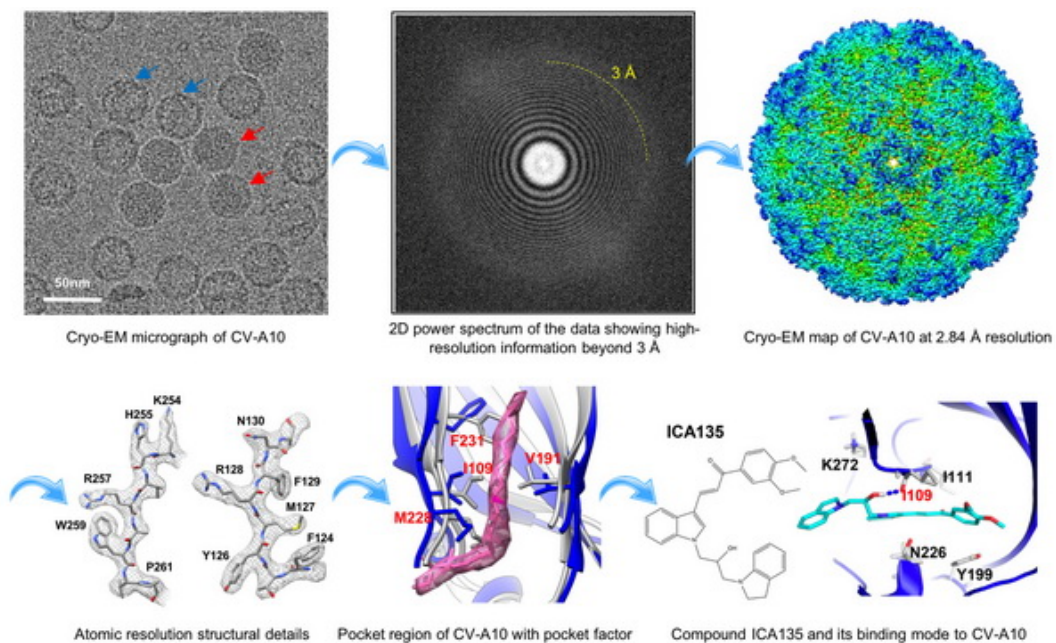 3 Å
50nm
Cryo-EM micrograph of CV-A10
2D power spectrum of the data showing high-
resolution information beyond 3 Å
Cryo-EM map of CV-A10 at 2.84 Å resolution
K254
H255
R257
W259
P261
N130
R128
F129
M127
Y126
F124
Atomic resolution structural details
F231
I109
V191
M228
Pocket region of CV-A10 with pocket factor
ICA135
O
O
O
N
OH
N
K272
I111
I109
N226
Y199
Compound ICA135 and its binding mode to CV-A10